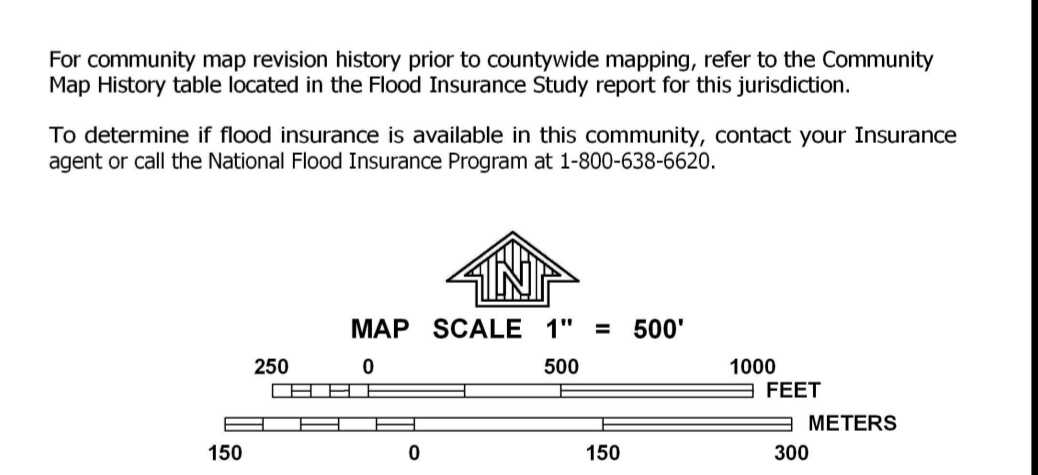 For community map revision history prior to countywide mapping, refer to the Community
Map History table located in the Flood Insurance Study report for this jurisdiction.
To determine if flood insurance is available in this community, contact your Insurance
agent or call the National Flood Insurance Program at 1-800-638-6620.
N
MAP SCALE 1" = 500'
250 0 500 1000
FEET
METERS
150 0 150 300